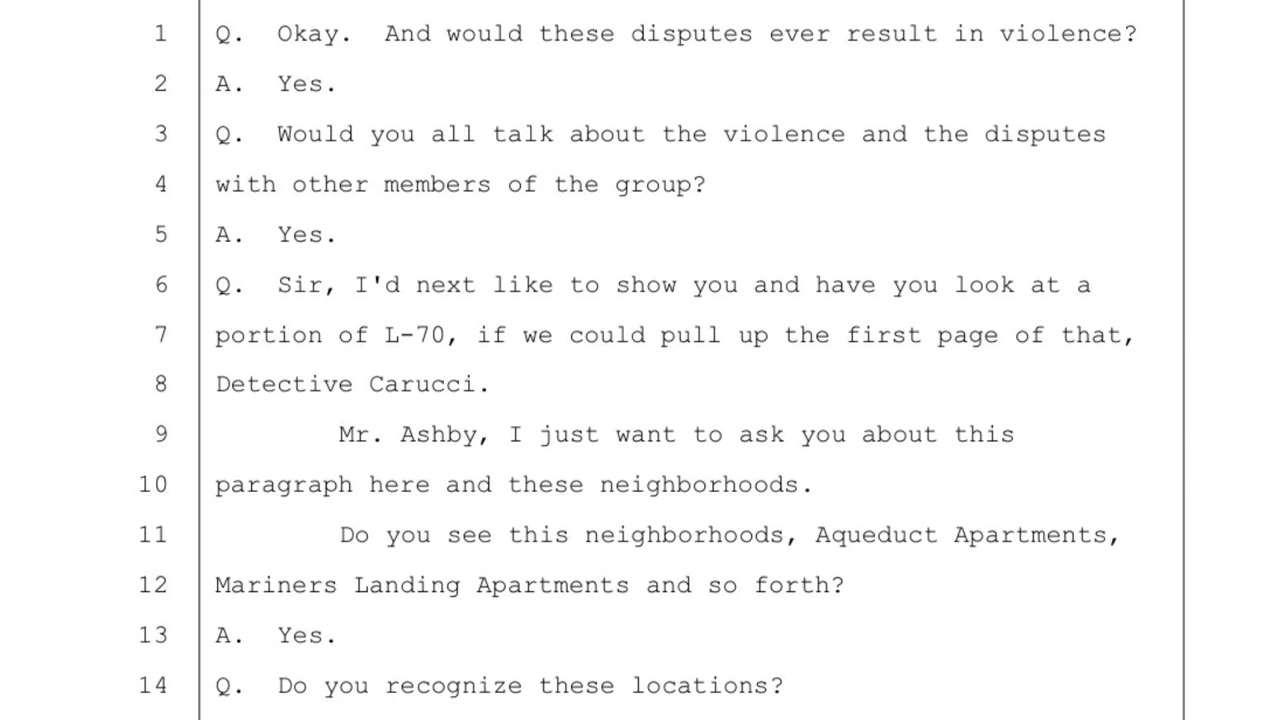 1 Q. Okay. And would these disputes ever result in violence?
2 A. Yes.
3 Q. Would you all talk about the violence and the disputes
4 with other members of the group?
5 A. Yes.
6 Q. Sir, I'd next like to show you and have you look at a
7 portion of L-70, if we could pull up the first page of that,
8 Detective Carucci.
9 Mr. Ashby, I just want to ask you about this
10 paragraph here and these neighborhoods.
11 Do you see this neighborhoods, Aqueduct Apartments,
12 Mariners Landing Apartments and so forth?
13 A. Yes.
14 Q. Do you recognize these locations?